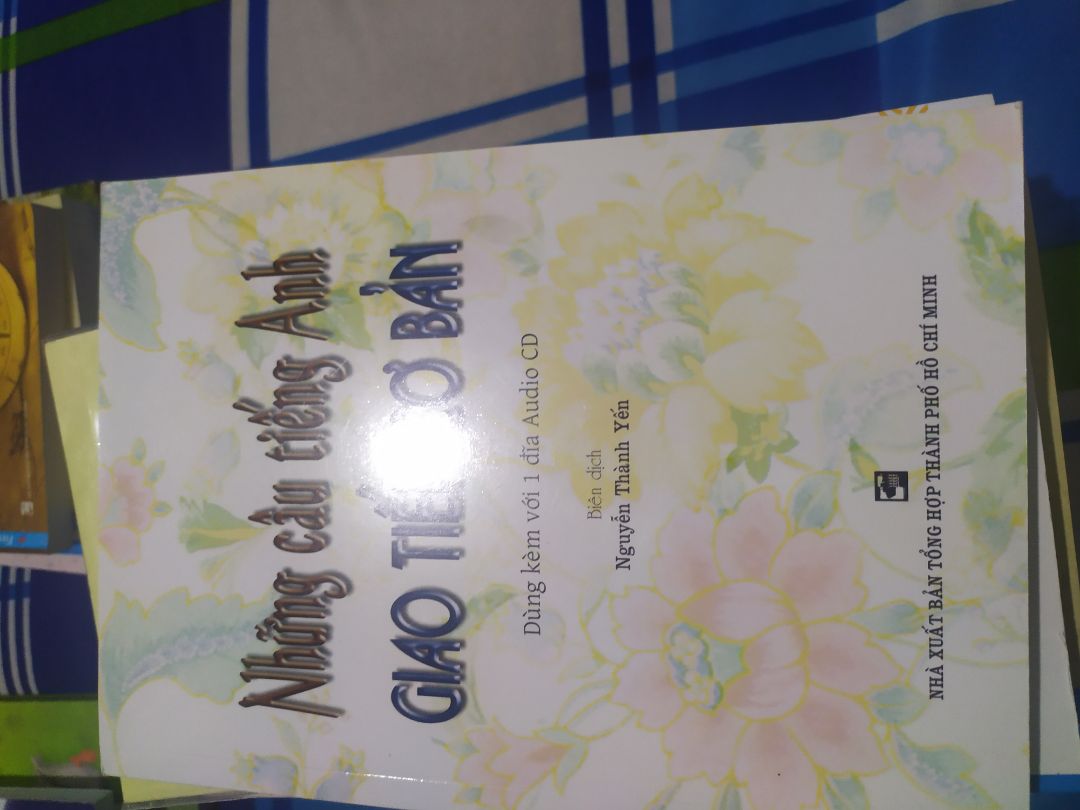 Những câu tiếng Anh
GIAO TIẾP CƠ BẢN
Dùng kèm với 1 đĩa Audio CD
Biên dịch
Nguyễn Thành Yến
NHÀ XUẤT BẢN TỔNG HỢP THÀNH PHỐ HỒ CHÍ MINH